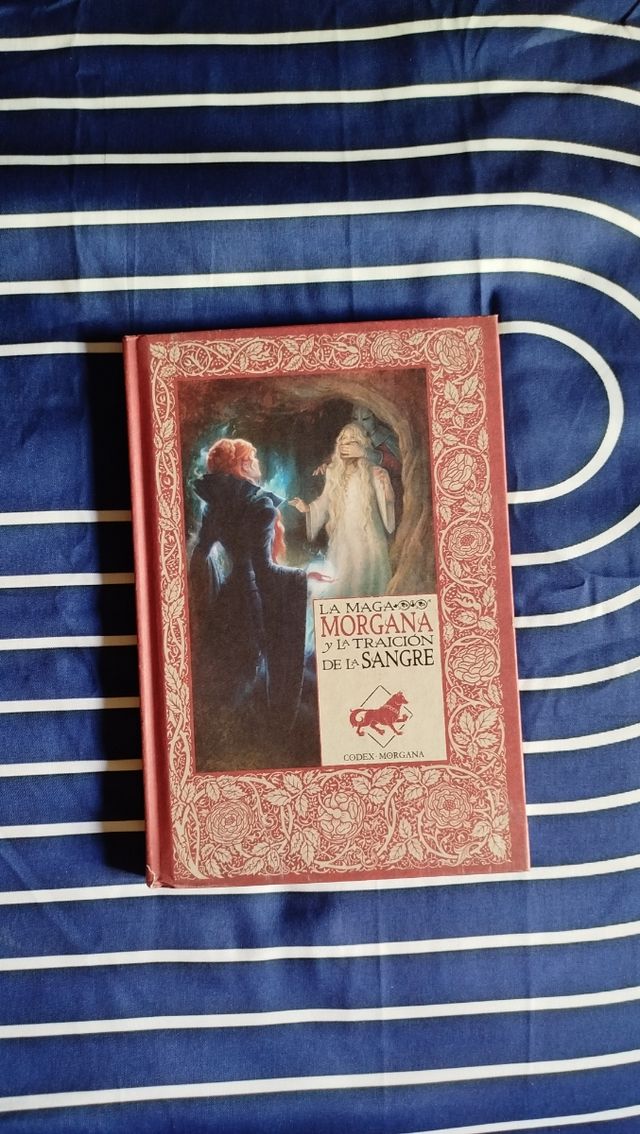 LA MAGA
MORGANA
Y LA TRAICIÓN
DE LA SANGRE
CODEX·MORGANA